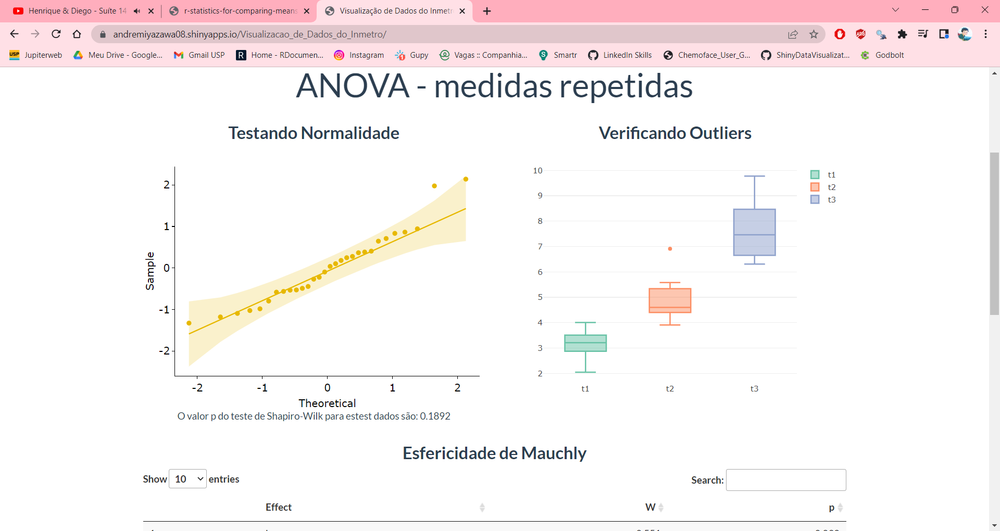 Henrique & Diego - Suíte 14
r-statistics-for-comparing-means
Visualização de Dados do Inmetr
andremiyazawa08.shinyapps.io/Visualizacao_de_Dados_do_Inmetro/
USP Jupiterweb
Meu Drive - Google...
Gmail USP
R Home - RDocumen...
Instagram
Gupy
Vagas :: Companhia...
S Smartr
LinkedIn Skills
Chemoface_User_G...
ShinyDataVisualizat...
Godbolt
ANOVA - medidas repetidas
Testando Normalidade
Verificando Outliers
2
1
0
-1
-2
Sample
-2 -1 0 1 2
Theoretical
10
9
8
7
6
5
4
3
2
t1 t2 t3
t1
t2
t3
O valor p do teste de Shapiro-Wilk para estest dados são: 0.1892
Esfericidade de Mauchly
Show 10 entries
Search:
Effect W p